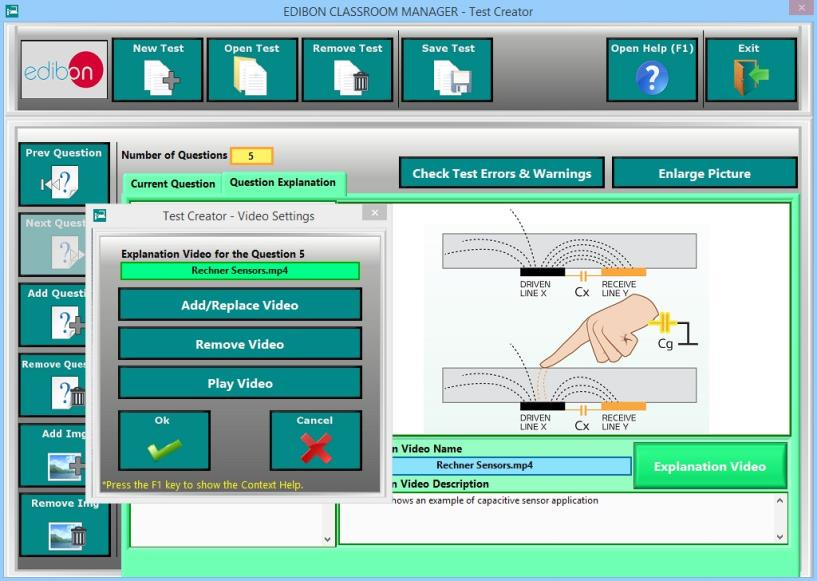 EDIBON CLASSROOM MANAGER - Test Creator
edibon
New Test
Open Test
Remove Test
Save Test
Open Help (F1)
Exit
Prev Question
Number of Questions 5
Current Question
Question Explanation
Check Test Errors & Warnings
Enlarge Picture
Next Quest
Add Questi
Remove Ques
Add Img
Remove Img
Test Creator - Video Settings
Explanation Video for the Question 5
Rechner Sensors.mp4
Add/Replace Video
Remove Video
Play Video
Ok
Cancel
*Press the F1 key to show the Context Help.
DRIVEN
LINE X
Cx
RECEIVE
LINE Y
Cg
DRIVEN
LINE X
Cx
RECEIVE
LINE Y
n Video Name
Rechner Sensors.mp4
Explanation Video
n Video Description
hows an example of capacitive sensor application